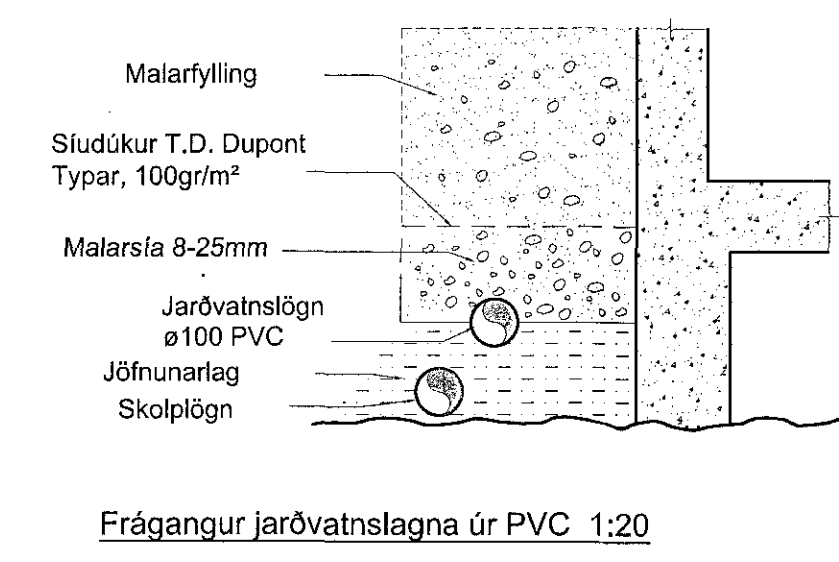 Malarfylling
Síudúkur T.D. Dupont
Typar, 100gr/m²
Malarsía 8-25mm
Jarðvatnslögn
ø100 PVC
Jöfnunarlag
Skolplögn
Frágangur jarðvatnslagna úr PVC 1:20